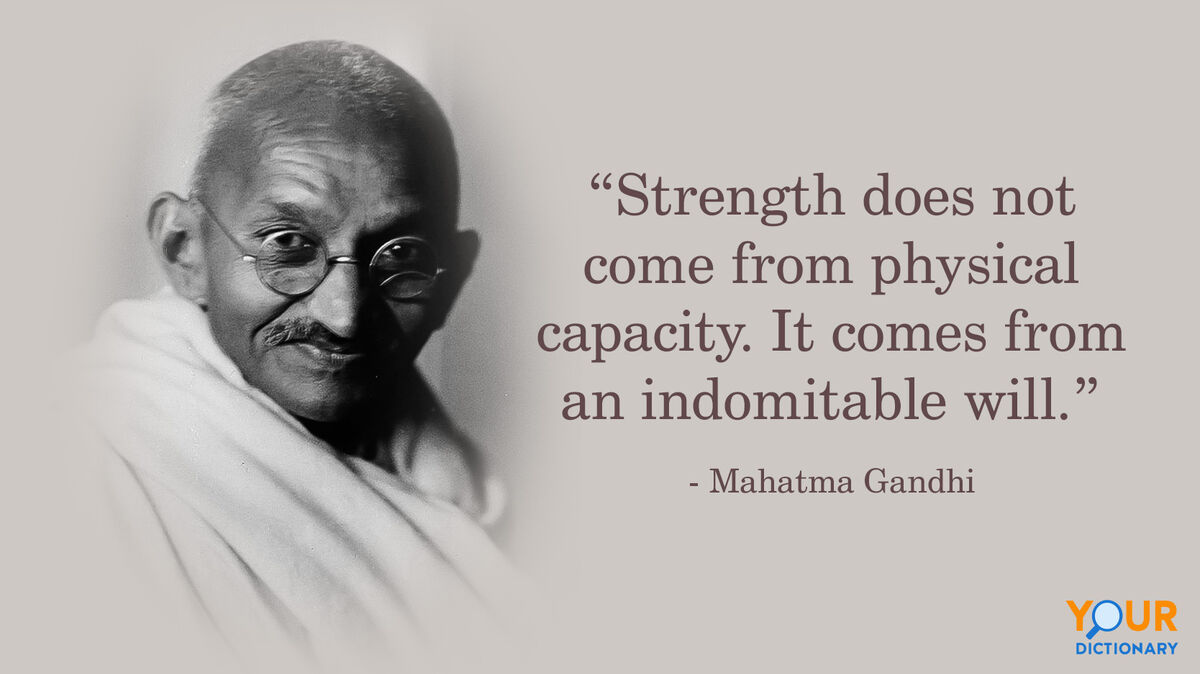 “Strength does not
come from physical
capacity. It comes from
an indomitable will.”
- Mahatma Gandhi
YOUR
DICTIONARY